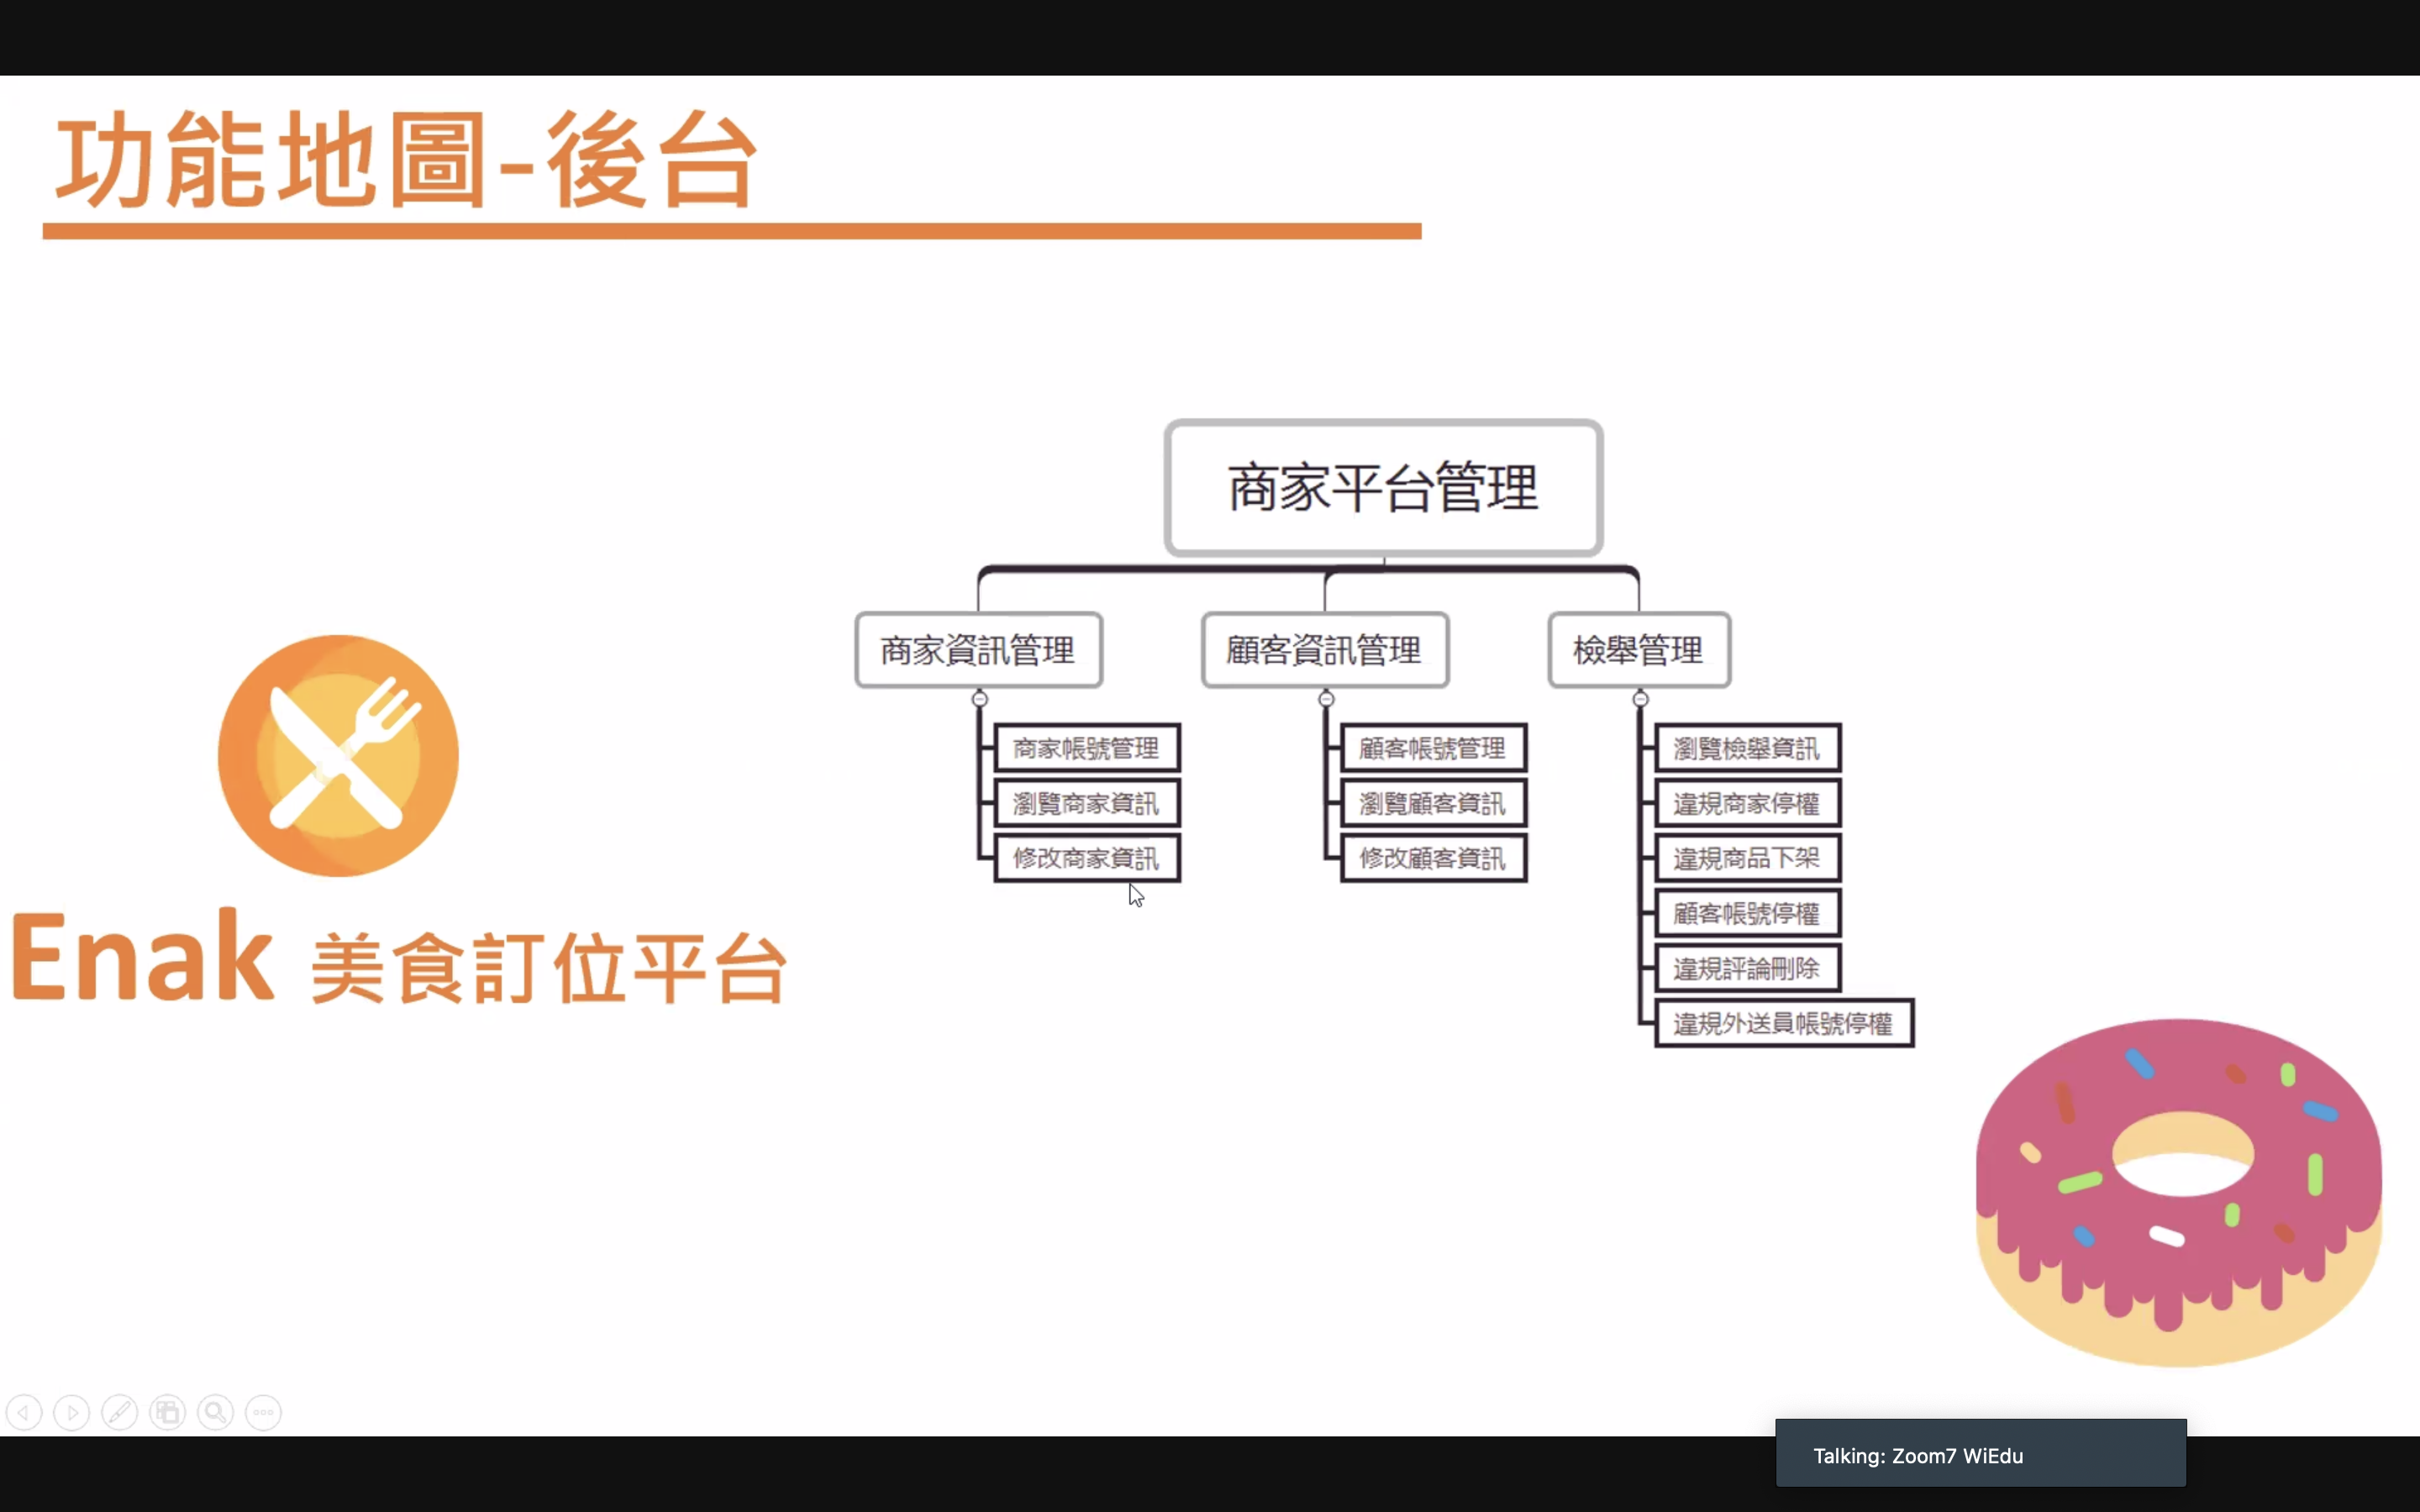 功能地圖-後台
商家平台管理
商家資訊管理
商家帳號管理
瀏覽商家資訊
修改商家資訊
顧客資訊管理
顧客帳號管理
瀏覽顧客資訊
修改顧客資訊
檢舉管理
瀏覽檢舉資訊
違規商家停權
違規商品下架
顧客帳號停權
違規評論刪除
違規外送員帳號停權
Enak 美食訂位平台
Talking: Zoom7 WiEdu